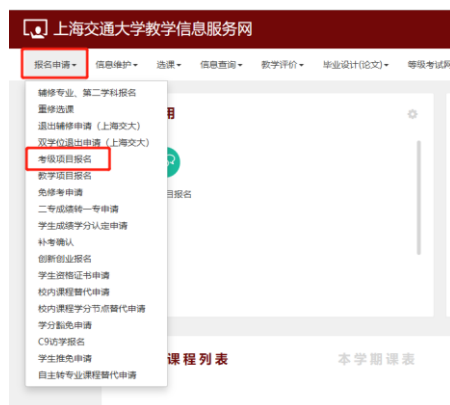 上海交通大学教学信息服务网
报名申请 信息维护 选课 信息查询 教学评价 毕业设计(论文) 等级考试网
辅修专业、第二学科报名
重修选课
退出辅修申请（上海交大）
双学位退出申请（上海交大）
考级项目报名
教学项目报名
免修考申请
二专成绩转一专申请
学生成绩学分认定申请
补考确认
创新创业报名
学生资格证书申请
校内课程替代申请
校内课程学分节点替代申请
学分豁免申请
C9访学报名
学生推免申请
自主转专业课程替代申请
用
目报名
课程列表 本学期课表